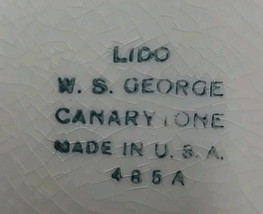 LIDO
W. S. GEORGE
CANARYTONE
MADE IN U. S. A.
485A